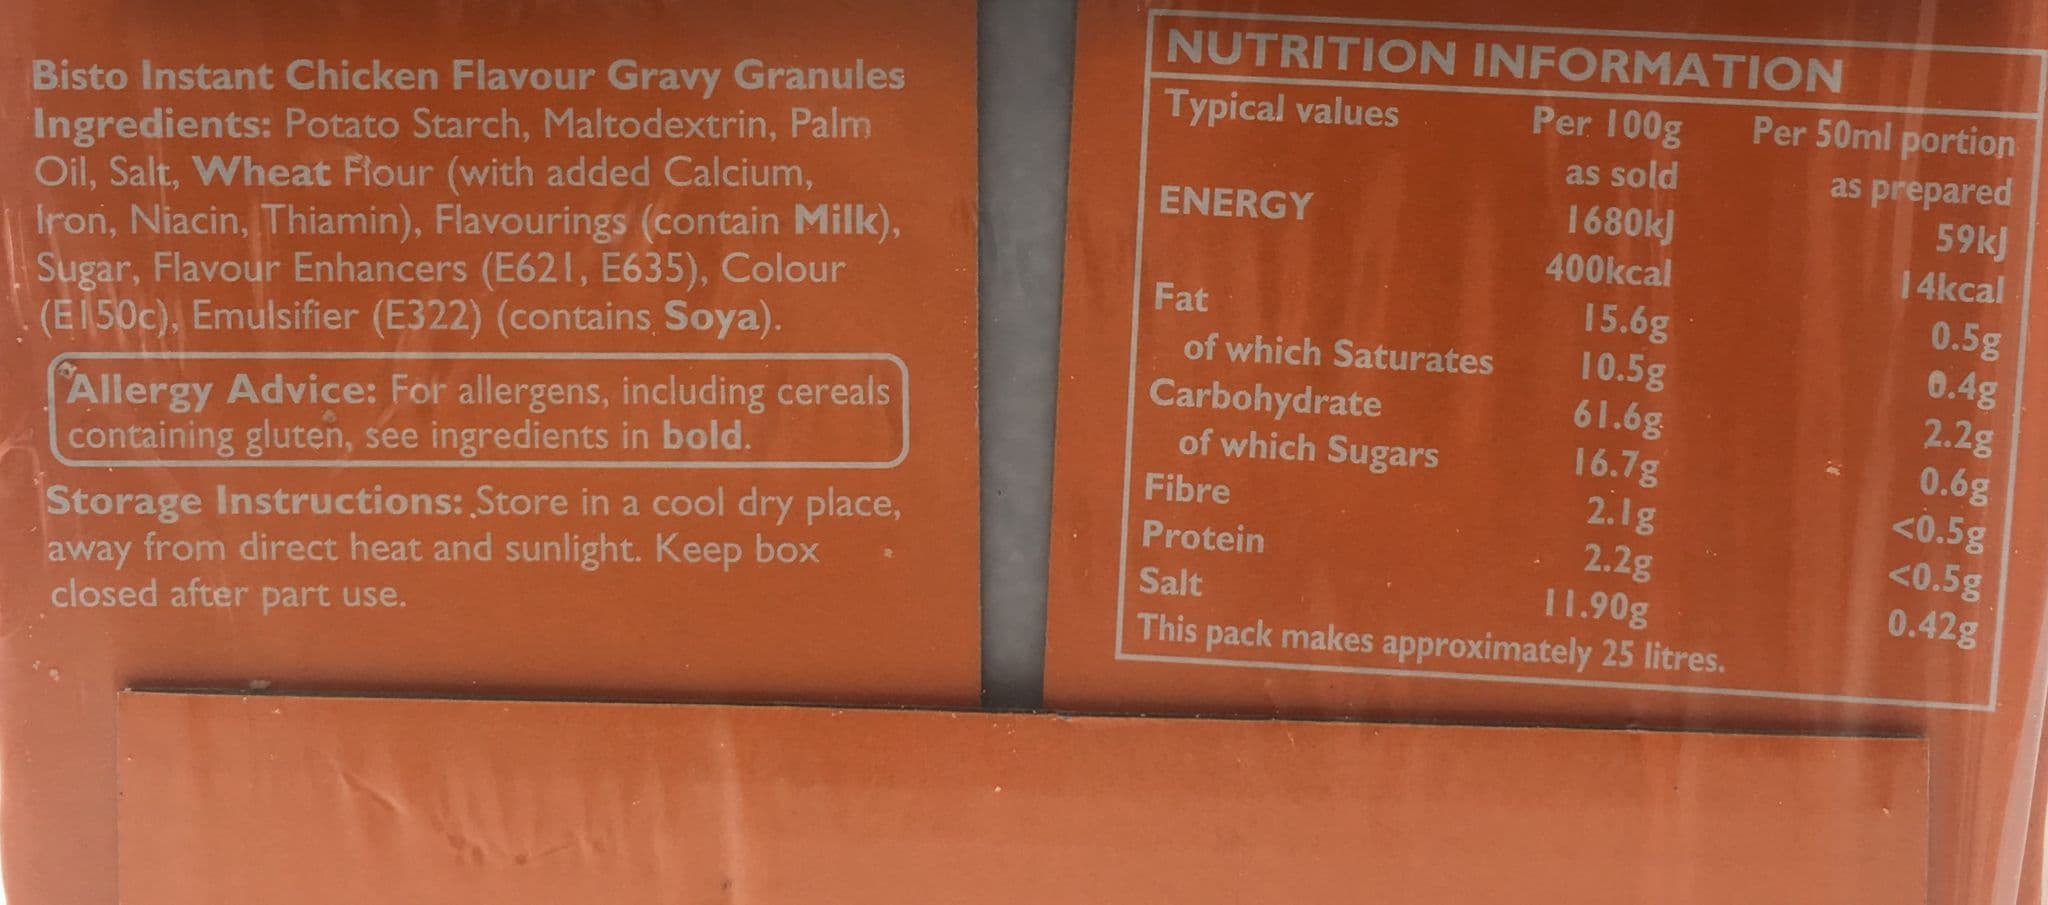 Bisto Instant Chicken Flavour Gravy Granules
Ingredients: Potato Starch, Maltodextrin, Palm
Oil, Salt, Wheat Flour (with added Calcium,
Iron, Niacin, Thiamin), Flavourings (contain Milk),
Sugar, Flavour Enhancers (E621, E635), Colour
(E150c), Emulsifier (E322) (contains Soya).
Allergy Advice: For allergens, including cereals
containing gluten, see ingredients in bold.
Storage Instructions: Store in a cool dry place,
away from direct heat and sunlight. Keep box
closed after part use.
NUTRITION INFORMATION
Typical values Per 100g Per 50ml portion
as sold as prepared
ENERGY 1680kJ 59kJ
400kcal 14kcal
Fat 15.6g 0.5g
of which Saturates 10.5g 0.4g
Carbohydrate 61.6g 2.2g
of which Sugars 16.7g 0.6g
Fibre 2.1g <0.5g
Protein 2.2g <0.5g
Salt 11.90g 0.42g
This pack makes approximately 25 litres.